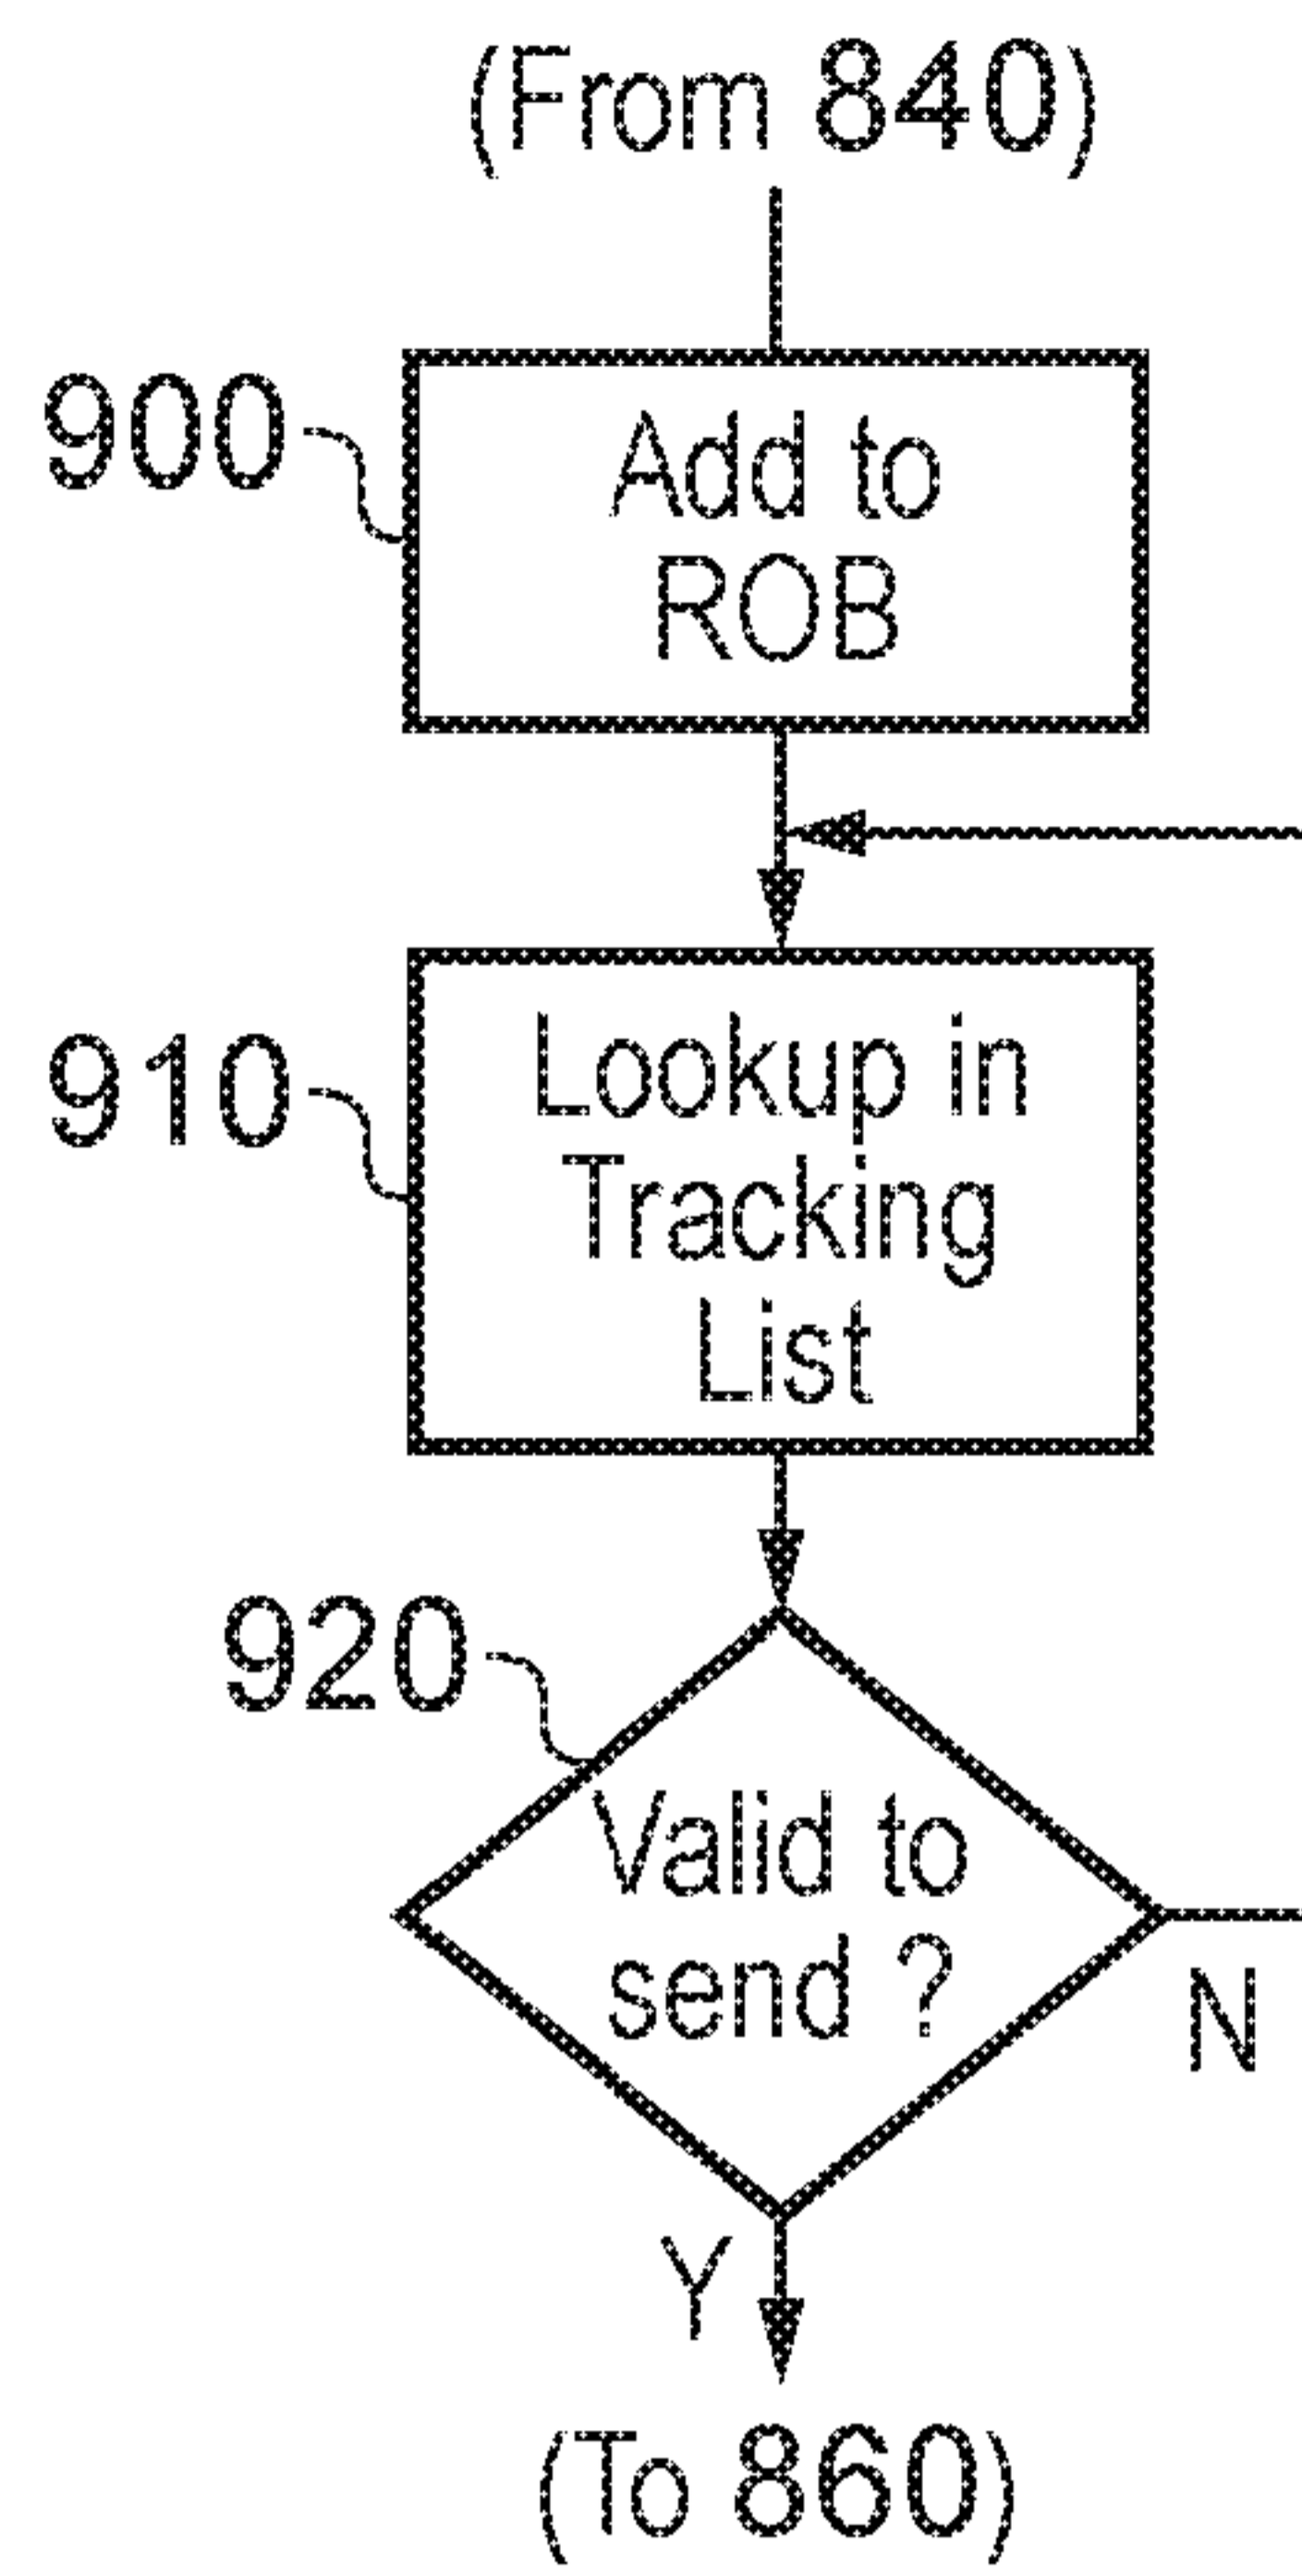 (From 840)
900
Add to
ROB
910
Lookup in
Tracking
List
920
Valid to
send ?
N
Y
(To 860)